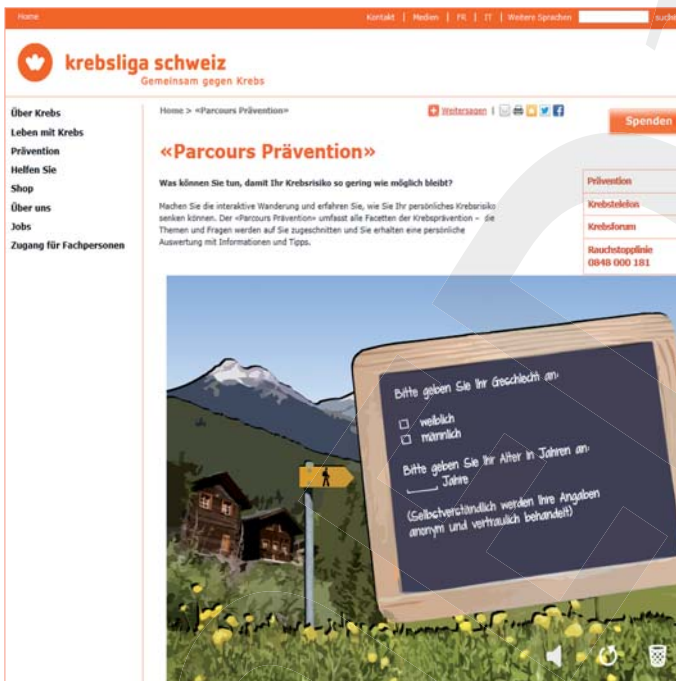 Home
Kontakt | Medien | FR | IT | Weitere Sprachen
suche
krebsliga schweiz
Gemeinsam gegen Krebs
Über Krebs
Leben mit Krebs
Prävention
Helfen Sie
Shop
Über uns
Jobs
Zugang für Fachpersonen
Home > «Parcours Prävention»
Weitersagen |
Spenden
«Parcours Prävention»
Was können Sie tun, damit Ihr Krebsrisiko so gering wie möglich bleibt?
Machen Sie die interaktive Wanderung und erfahren Sie, wie Sie Ihr persönliches Krebsrisiko
senken können. Der «Parcours Prävention» umfasst alle Facetten der Krebsprävention – die
Themen und Fragen werden auf Sie zugeschnitten und Sie erhalten eine persönliche
Auswertung mit Informationen und Tipps.
Prävention
Krebstelefon
Krebsforum
Rauchstopplinie
0848 000 181
Bitte geben Sie Ihr Geschlecht an:
weiblich
männlich
Bitte geben Sie Ihr Alter in Jahren an:
Jahre
(Selbstverständlich werden Ihre Angaben
anonym und vertraulich behandelt)